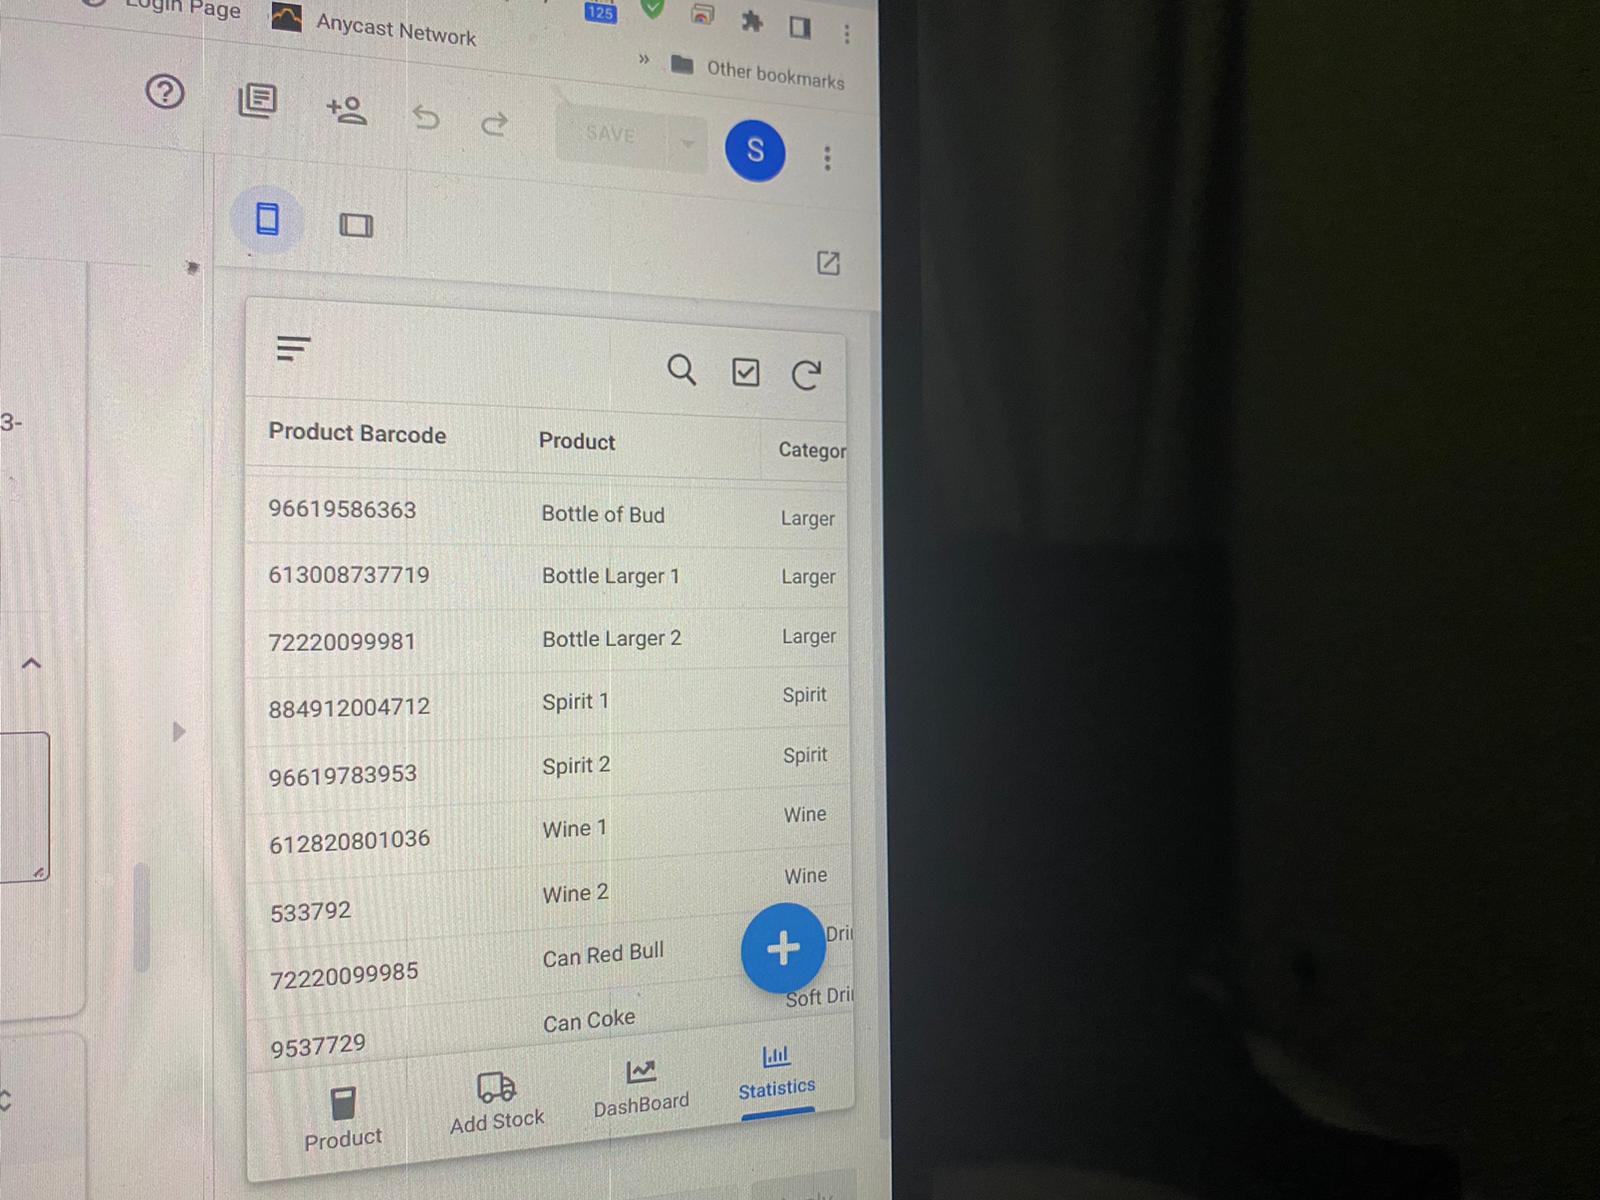 Login Page
Anycast Network
125
» Other bookmarks
SAVE
S
3-
Product Barcode Product Categor
96619586363 Bottle of Bud Larger
613008737719 Bottle Larger 1 Larger
72220099981 Bottle Larger 2 Larger
884912004712 Spirit 1 Spirit
96619783953 Spirit 2 Spirit
612820801036 Wine 1 Wine
533792 Wine 2 Wine
72220099985 Can Red Bull Dri
9537729 Can Coke Soft Dri
Product Add Stock DashBoard Statistics